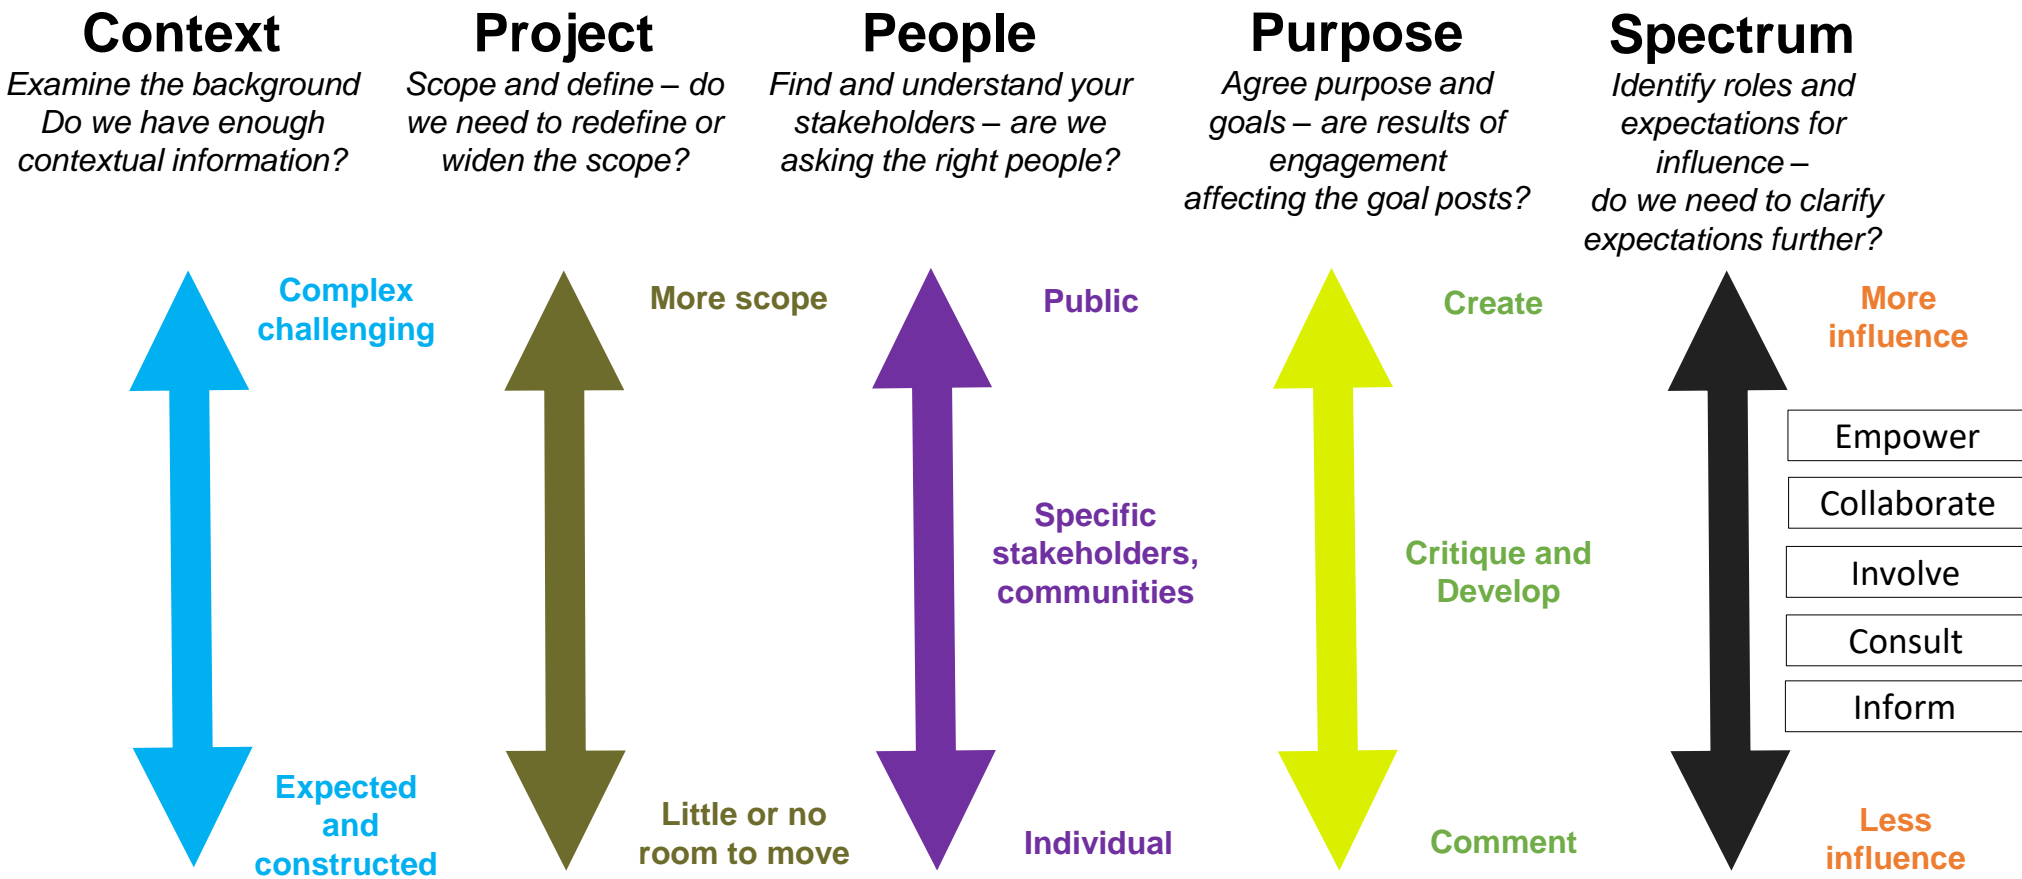 Context
Examine the background
Do we have enough
contextual information?
Complex
challenging
Expected
and
constructed
Project
Scope and define – do
we need to redefine or
widen the scope?
More scope
Little or no
room to move
People
Find and understand your
stakeholders – are we
asking the right people?
Public
Specific
stakeholders,
communities
Individual
Purpose
Agree purpose and
goals – are results of
engagement
affecting the goal posts?
Create
Critique and
Develop
Comment
Spectrum
Identify roles and
expectations for
influence –
do we need to clarify
expectations further?
More
influence
Empower
Collaborate
Involve
Consult
Inform
Less
influence